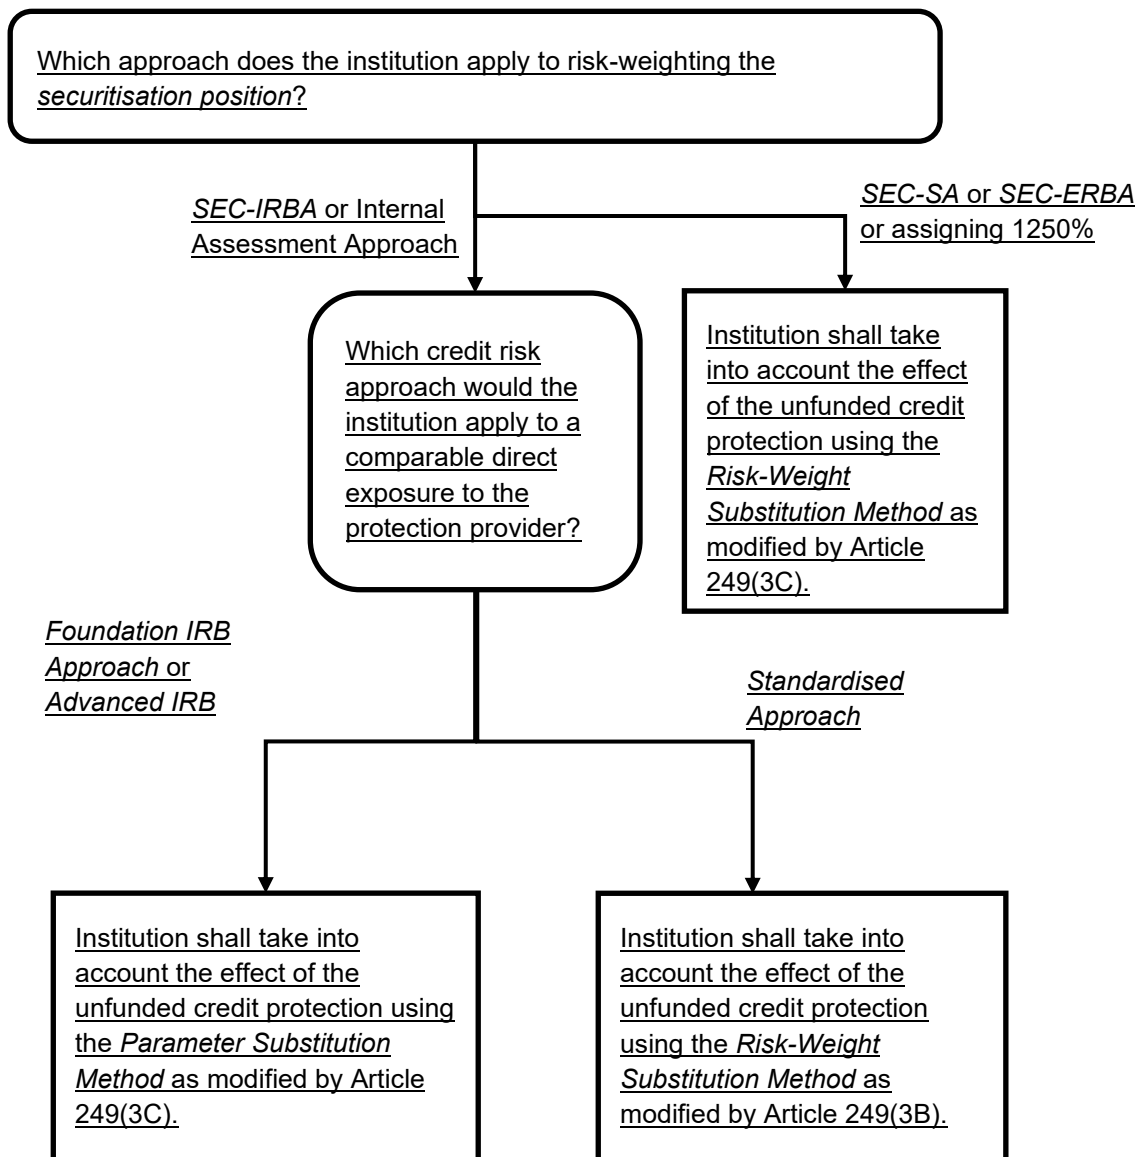 Which approach does the institution apply to risk-weighting the
securitisation position?
SEC-IRBA or Internal
Assessment Approach
SEC-SA or SEC-ERBA
or assigning 1250%
Which credit risk
approach would the
institution apply to a
comparable direct
exposure to the
protection provider?
Institution shall take
into account the effect
of the unfunded credit
protection using the
Risk-Weight
Substitution Method as
modified by Article
249(3C).
Foundation IRB
Approach or
Advanced IRB
Standardised
Approach
Institution shall take into
account the effect of the
unfunded credit protection using
the Parameter Substitution
Method as modified by Article
249(3C).
Institution shall take into
account the effect of the
unfunded credit protection
using the Risk-Weight
Substitution Method as
modified by Article 249(3B).